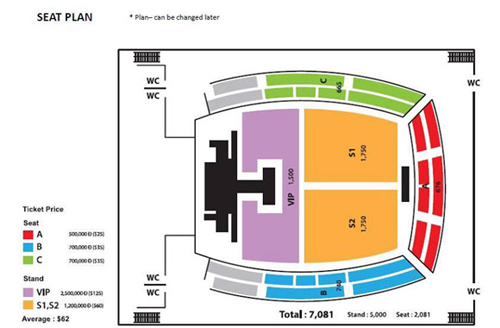 SEAT PLAN
* Plan– can be changed later
WC
WC
WC
C
665
S1
1,750
VIP
1,500
A
676
S2
1,750
Ticket Price
Seat
A 500,000 Đ ($25)
B 700,000 Đ ($35)
C 700,000 Đ ($35)
Stand
VIP 2,500,000 Đ ($125)
S1,S2 1,200,000 Đ ($60)
Average : $62
WC
WC
WC
B
740
Total : 7,081 Stand : 5,000 Seat : 2,081